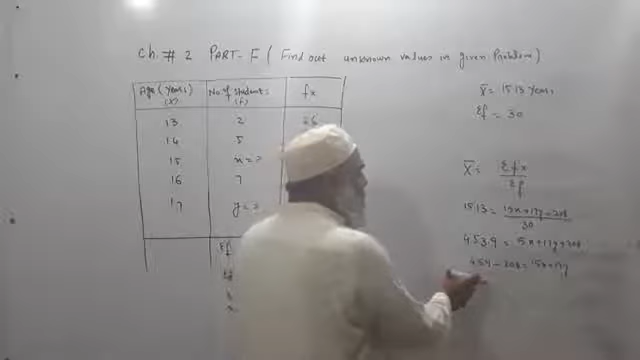 Ch. # 2 PART-F ( Find out unknown values in given Problem )
Age (Years) (X) No. of students (f) fx
13 2 26
14 5
15 x = ?
16 7
17 y = ?
Σf
X̄ = 15.13 Years
Σf = 30
X̄ = Σfx / Σf
15.13 = 15x+17y+208 / 30
453.9 = 15x+17y+208
454 - 208 = 15x+17y